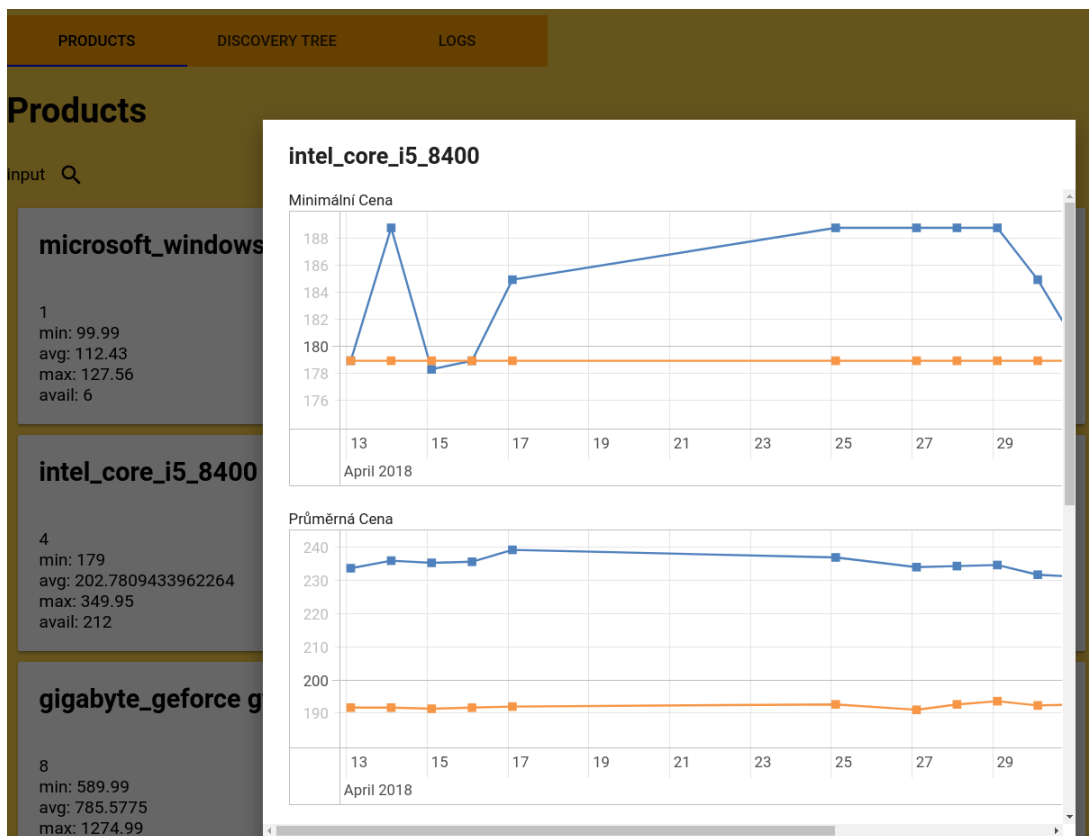 PRODUCTS DISCOVERY TREE LOGS
Products
input
microsoft_windows
1
min: 99.99
avg: 112.43
max: 127.56
avail: 6
intel_core_i5_8400
4
min: 179
avg: 202.7809433962264
max: 349.95
avail: 212
gigabyte_geforce g
8
min: 589.99
avg: 785.5775
max: 1274.99
intel_core_i5_8400
Minimální Cena
188
186
184
182
180
178
176
13 15 17 19 21 23 25 27 29
April 2018
Průměrná Cena
240
230
220
210
200
190
13 15 17 19 21 23 25 27 29
April 2018